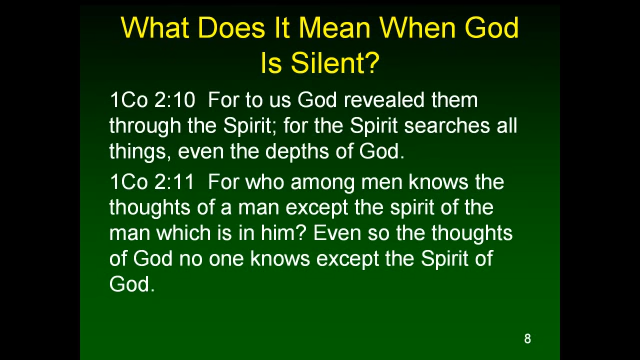 What Does It Mean When God
Is Silent?
1Co 2:10 For to us God revealed them
through the Spirit; for the Spirit searches all
things, even the depths of God.
1Co 2:11 For who among men knows the
thoughts of a man except the spirit of the
man which is in him? Even so the thoughts
of God no one knows except the Spirit of
God.
8